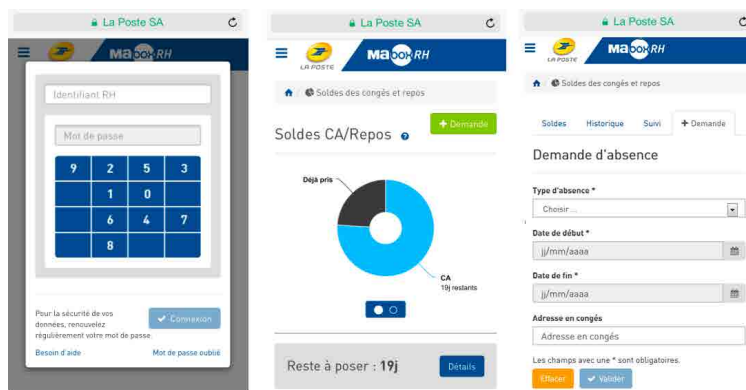 La Poste SA
Mabox RH
Identifiant RH
Mot de passe
9 2 5 3
1 0
6 4 7
8
Pour la sécurité de vos
données, renouvelez
régulièrement votre mot de passe
Connexion
Besoin d'aide
Mot de passe oublié
La Poste SA
LA POSTE
Mabox RH
Soldes des congés et repos
Soldes CA/Repos
+ Demande
Déjà pris
CA
19j restants
Reste à poser : 19j
Détails
La Poste SA
LA POSTE
Mabox RH
Soldes des congés et repos
Soldes Historique Suivi + Demande
Demande d'absence
Type d'absence *
Choisir ...
Date de début *
jj/mm/aaaa
Date de fin *
jj/mm/aaaa
Adresse en congés
Adresse en congés
Les champs avec une * sont obligatoires.
Effacer Valider